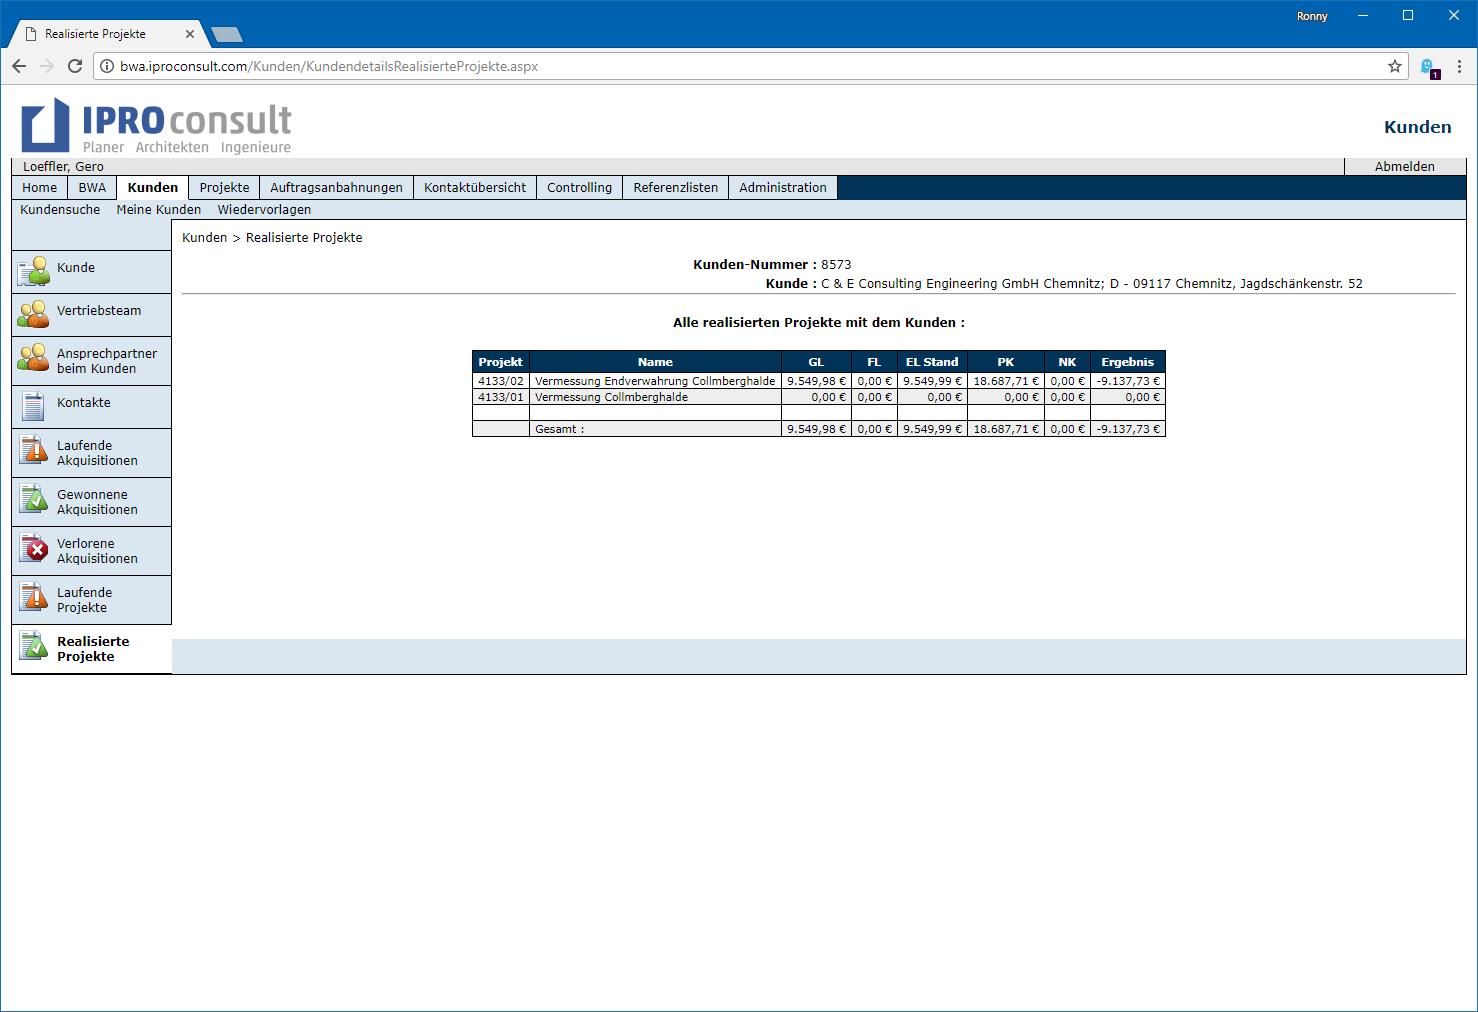 Ronny
Realisierte Projekte
bwa.iproconsult.com/Kunden/KundendetailsRealisierteProjekte.aspx
1
IPROconsult
Planer Architekten Ingenieure
Kunden
Loeffler, Gero
Abmelden
Home BWA Kunden Projekte Auftragsanbahnungen Kontaktübersicht Controlling Referenzlisten Administration
Kundensuche Meine Kunden Wiedervorlagen
Kunde
Vertriebsteam
Ansprechpartner
beim Kunden
Kontakte
Laufende
Akquisitionen
Gewonnene
Akquisitionen
Verlorene
Akquisitionen
Laufende
Projekte
Realisierte
Projekte
Kunden > Realisierte Projekte
Kunden-Nummer : 8573
Kunde : C & E Consulting Engineering GmbH Chemnitz; D - 09117 Chemnitz, Jagdschänkenstr. 52
Alle realisierten Projekte mit dem Kunden :
Projekt Name GL FL EL Stand PK NK Ergebnis
4133/02 Vermessung Endverwahrung Collmberghalde 9.549,98 € 0,00 € 9.549,99 € 18.687,71 € 0,00 € -9.137,73 €
4133/01 Vermessung Collmberghalde 0,00 € 0,00 € 0,00 € 0,00 € 0,00 € 0,00 €
Gesamt : 9.549,98 € 0,00 € 9.549,99 € 18.687,71 € 0,00 € -9.137,73 €